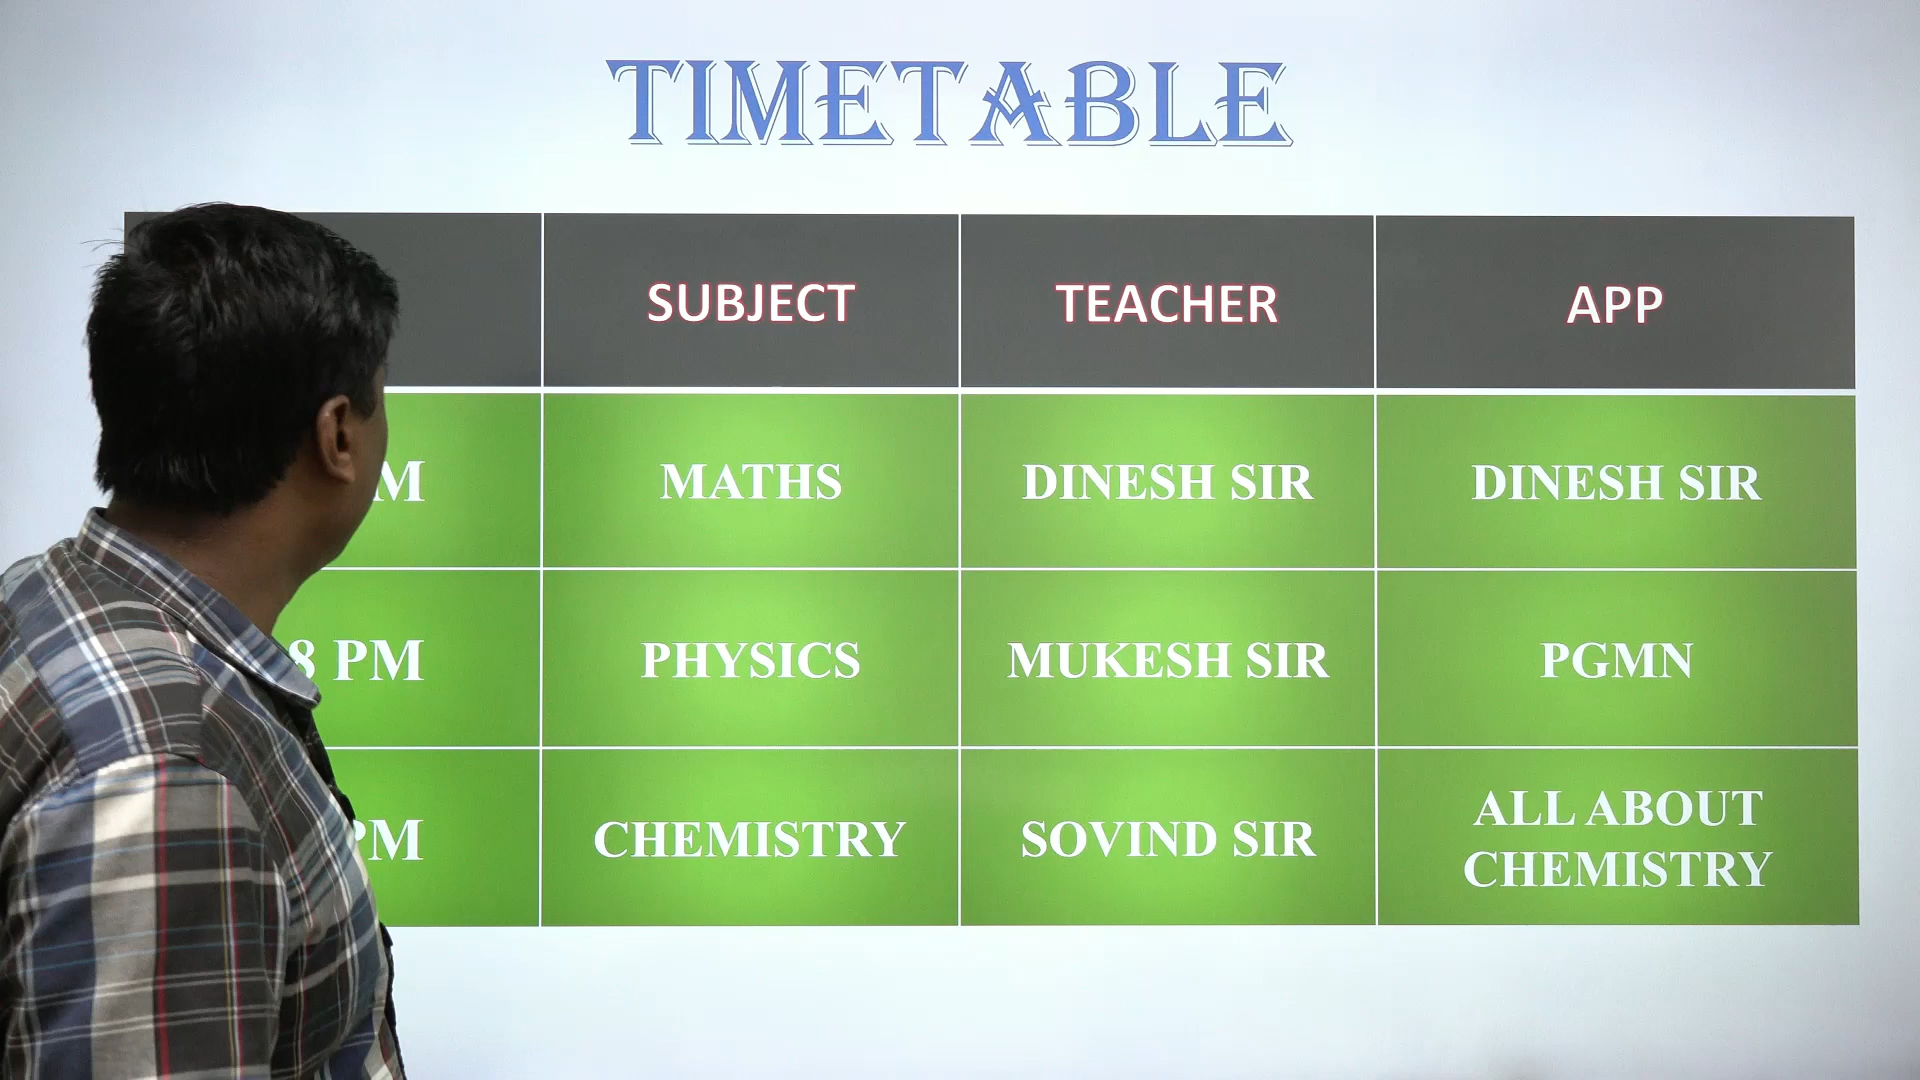 TIMETABLE
SUBJECT TEACHER APP
MATHS DINESH SIR DINESH SIR
8 PM PHYSICS MUKESH SIR PGMN
PM CHEMISTRY SOVIND SIR ALL ABOUT
CHEMISTRY